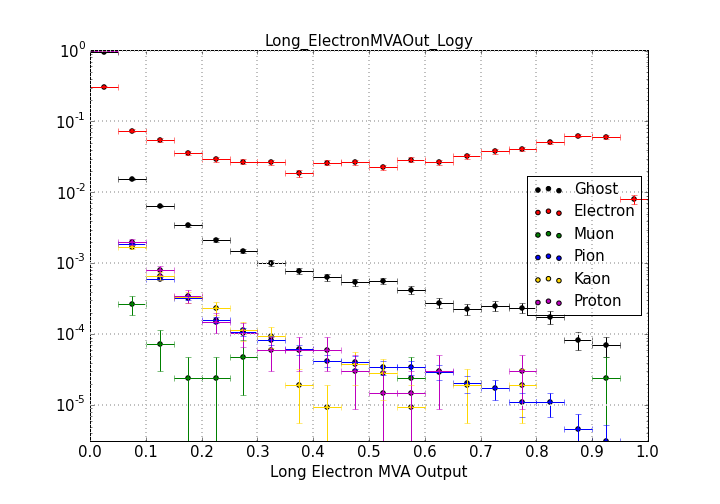 Long_ElectronMVAOut_Logy
10^0
10^-1
10^-2
10^-3
10^-4
10^-5
Ghost
Electron
Muon
Pion
Kaon
Proton
0.0 0.1 0.2 0.3 0.4 0.5 0.6 0.7 0.8 0.9 1.0
Long Electron MVA Output